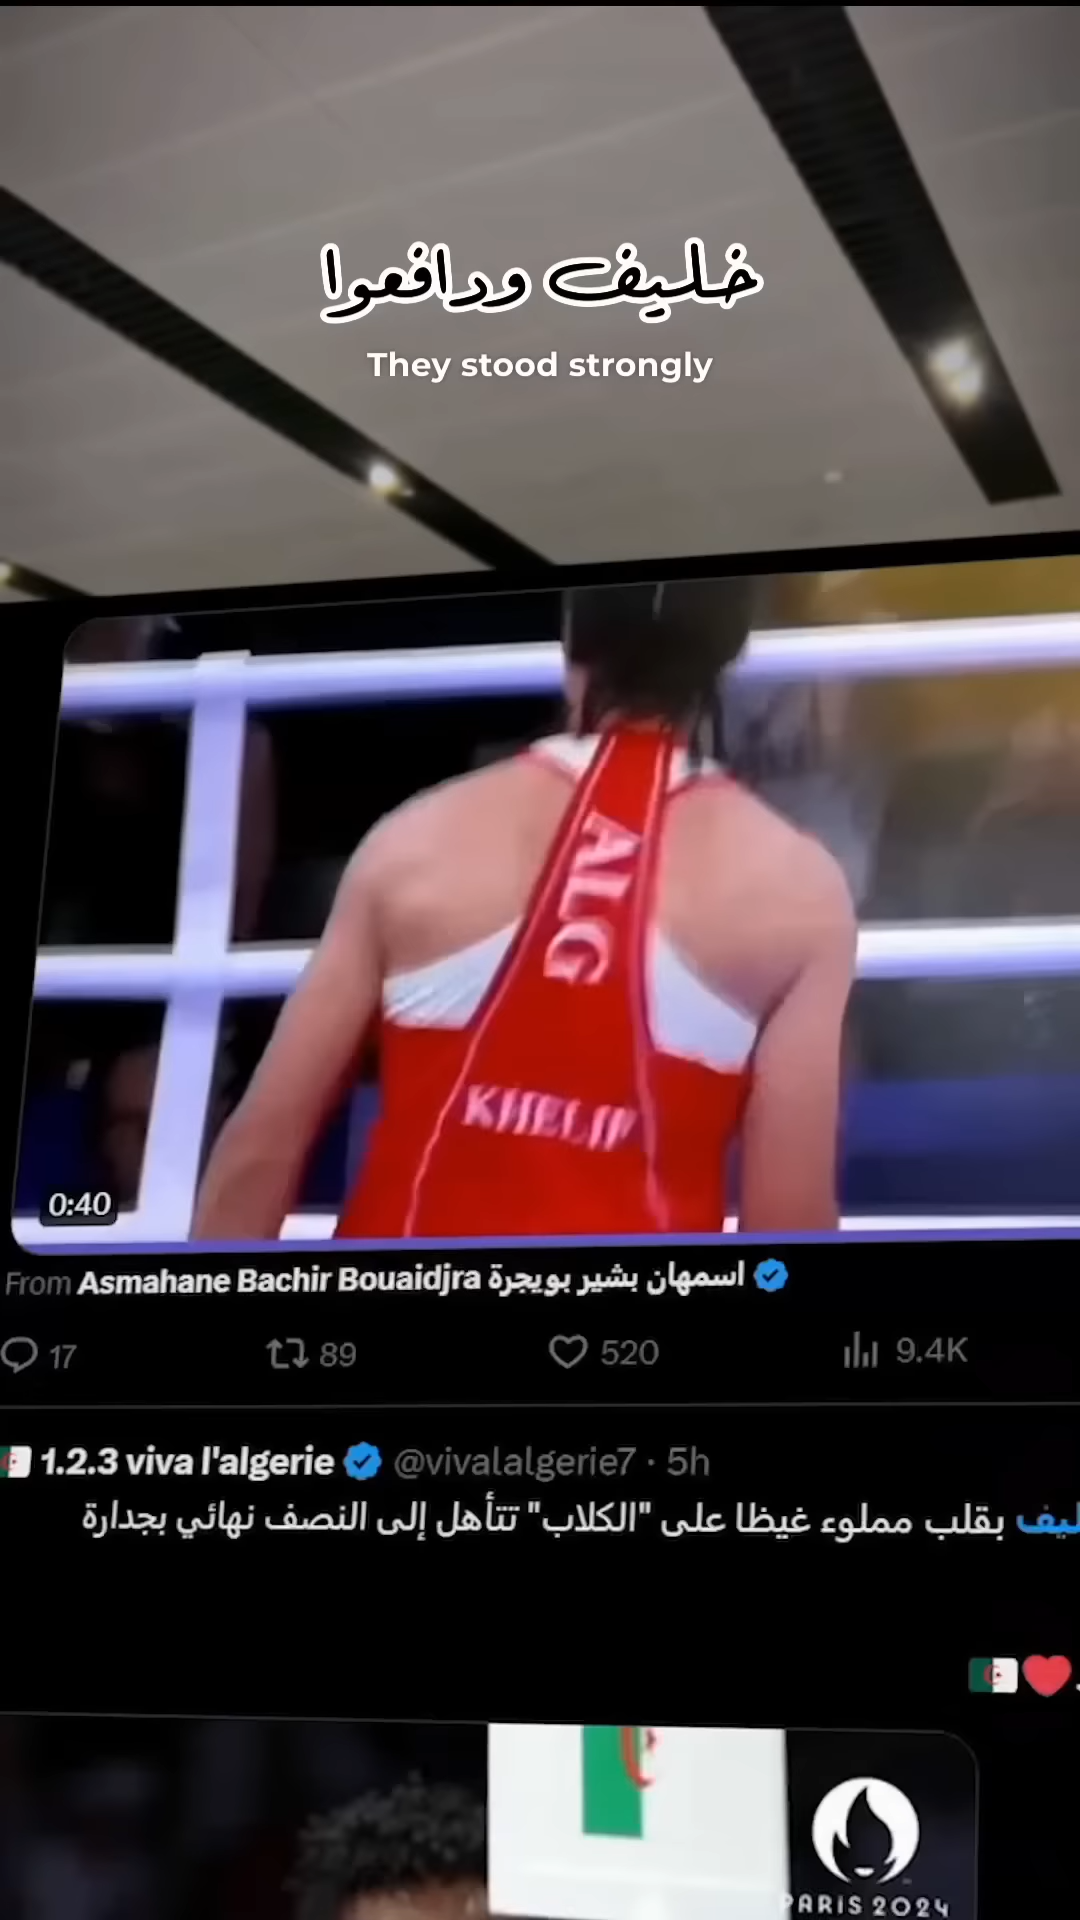 خليف ودافعوا
They stood strongly
ALG
KHELIF
0:40
From Asmahane Bachir Bouaidjra اسمهان بشير بويجرة
17 89 520 9.4K
1.2.3 viva l'algerie @vivalalgerie7 · 5h
بقلب مملوء غيظا على "الكلاب" تتأهل إلى النصف نهائي بجدارة
PARIS 2024